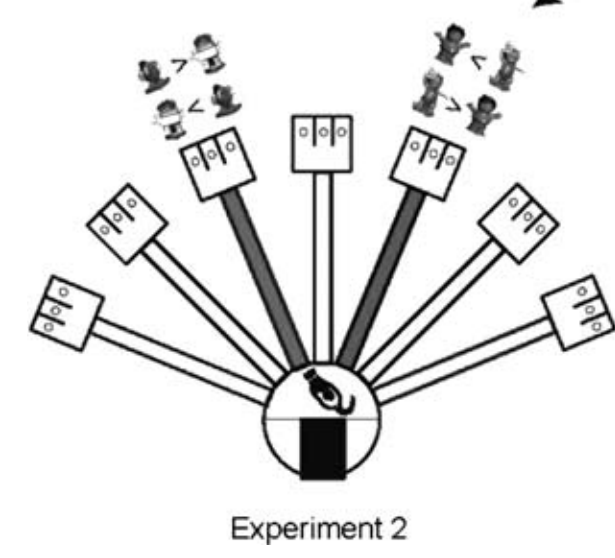 > <
< >
Experiment 2